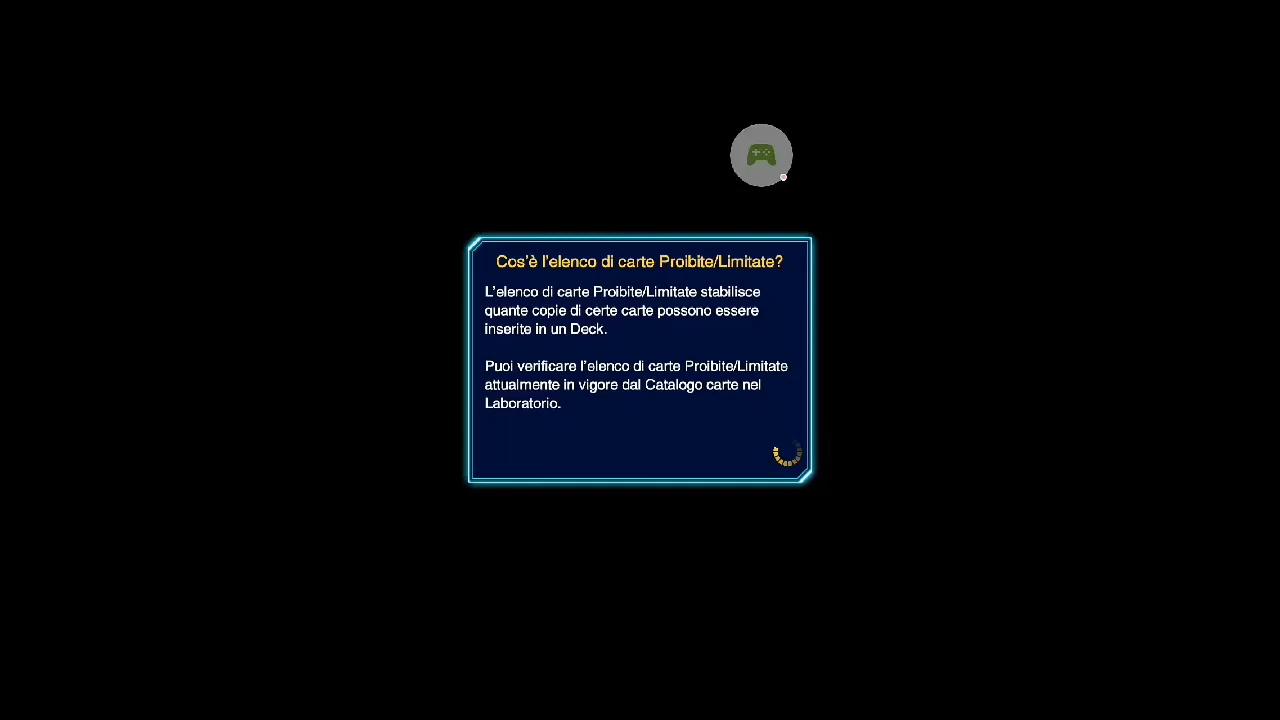 Cos'è l'elenco di carte Proibite/Limitate?
L'elenco di carte Proibite/Limitate stabilisce
quante copie di certe carte possono essere
inserite in un Deck.
Puoi verificare l'elenco di carte Proibite/Limitate
attualmente in vigore dal Catalogo carte nel
Laboratorio.